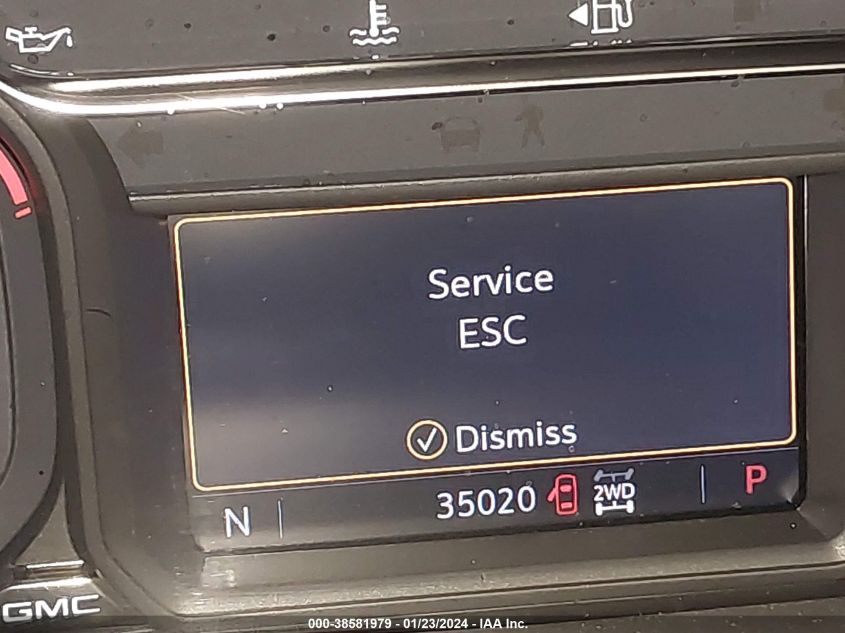 Service
ESC
Dismiss
N 35020 2WD P
GMC
000-38581979 - 01/23/2024 - IAA Inc.